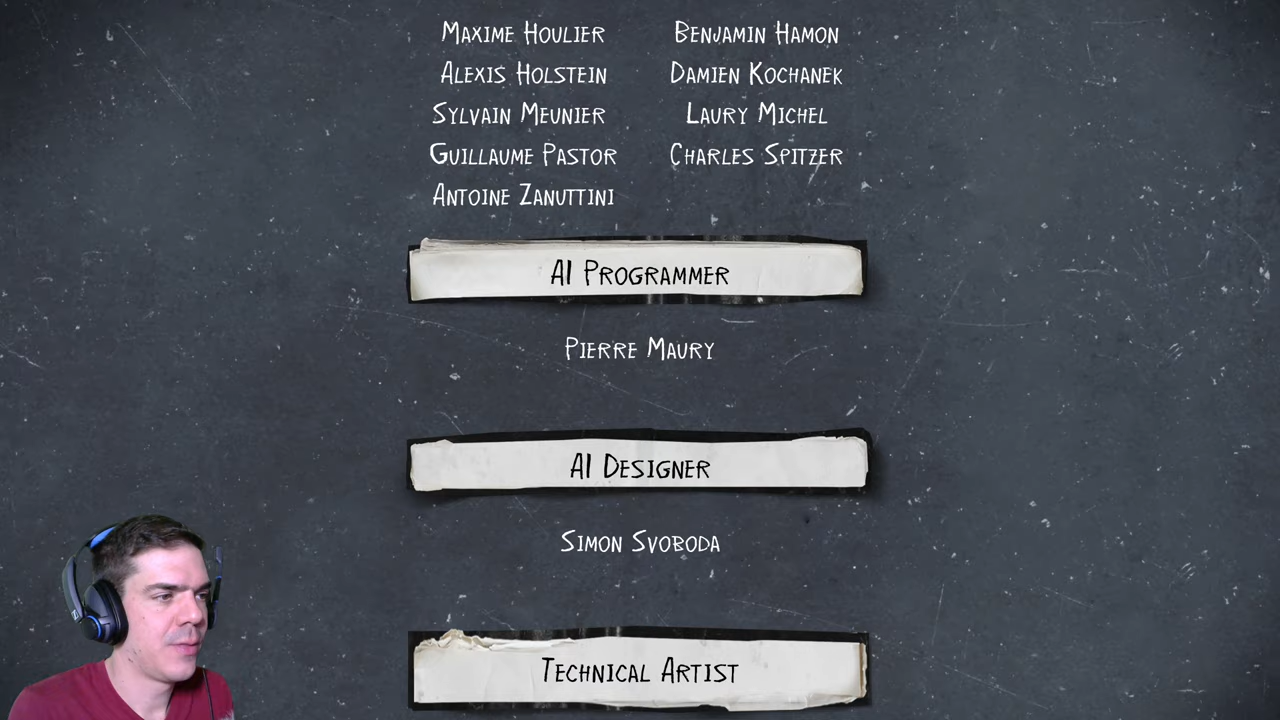 Maxime Houlier Benjamin Hamon
Alexis Holstein Damien Kochanek
Sylvain Meunier Laury Michel
Guillaume Pastor Charles Spitzer
Antoine Zanuttini
AI Programmer
Pierre Maury
AI Designer
Simon Svoboda
Technical Artist